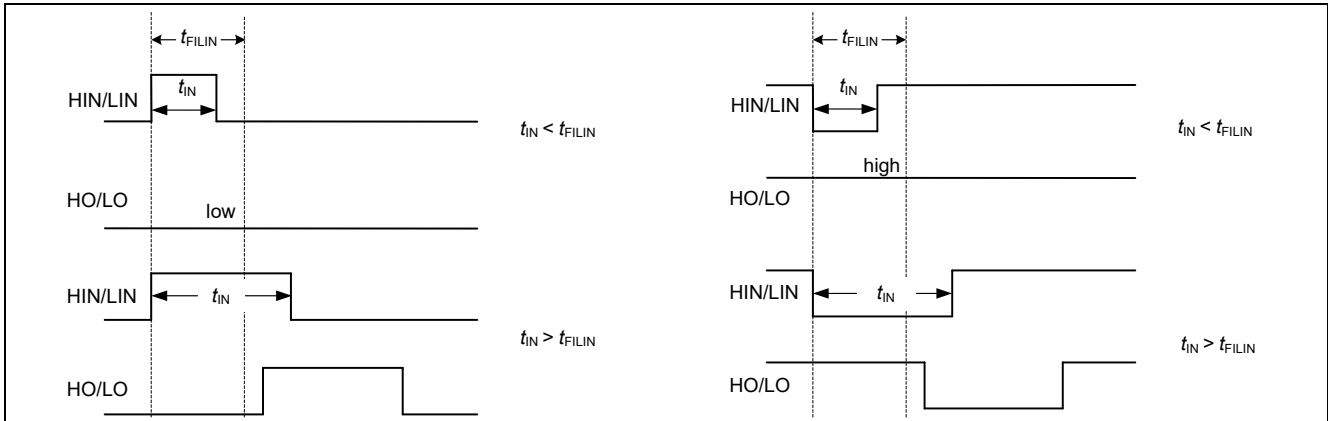 tFILIN
HIN/LIN
tIN
tIN < tFILIN
HO/LO
low
HIN/LIN
tIN
tIN > tFILIN
HO/LO
tFILIN
HIN/LIN
tIN
tIN < tFILIN
high
HO/LO
HIN/LIN
tIN
tIN > tFILIN
HO/LO